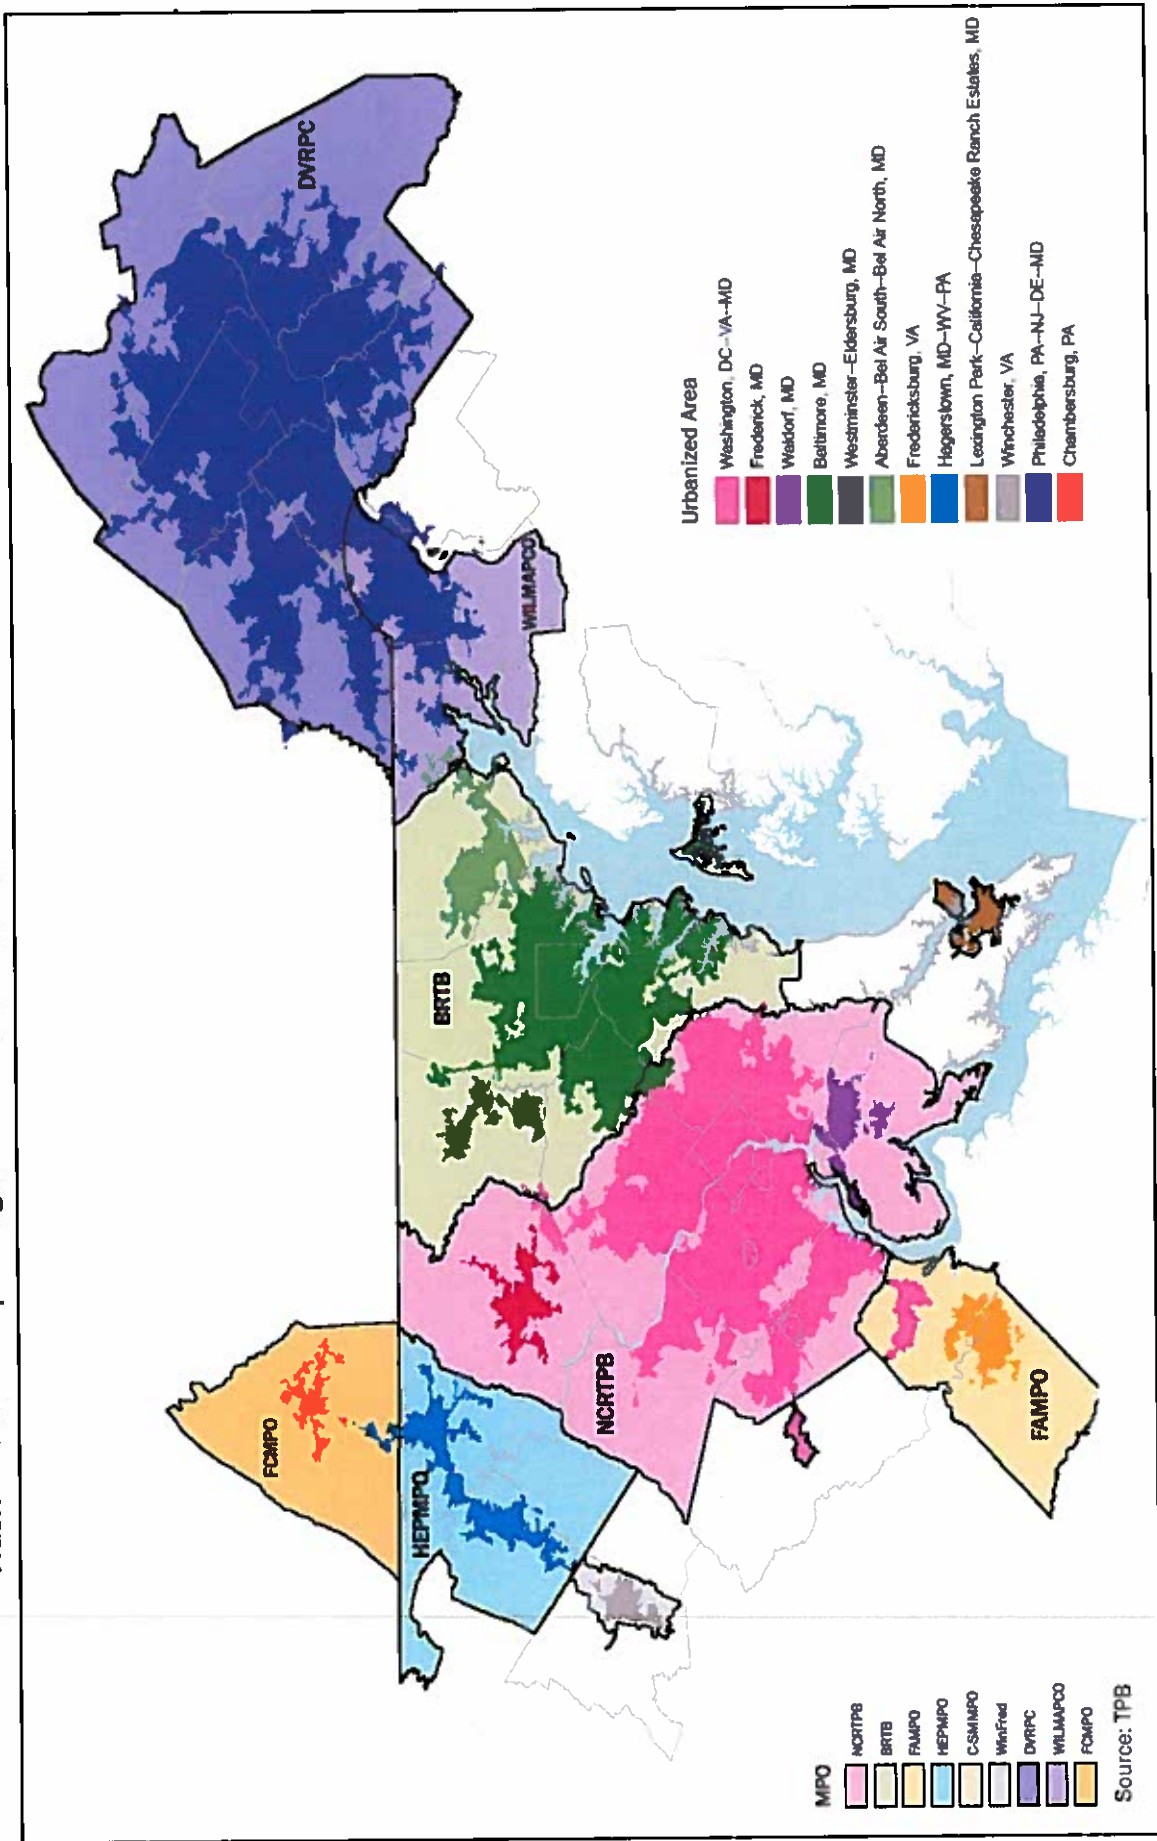 DVRPC
WILMAPCO
BRTB
NCRTPB
FCMPO
HEPMPO
FAMPO
MPO
NCRTPB
BRTB
FAMPO
HEPMPO
C-SMMPO
WinFred
DVRPC
WILMAPCO
FCMPO
Source: TPB
Urbanized Area
Washington, DC--VA--MD
Frederick, MD
Waldorf, MD
Baltimore, MD
Westminster--Eldersburg, MD
Aberdeen--Bel Air South--Bel Air North, MD
Fredericksburg, VA
Hagerstown, MD--WV--PA
Lexington Park--California--Chesapeake Ranch Estates, MD
Winchester, VA
Philadelphia, PA--NJ--DE--MD
Chambersburg, PA